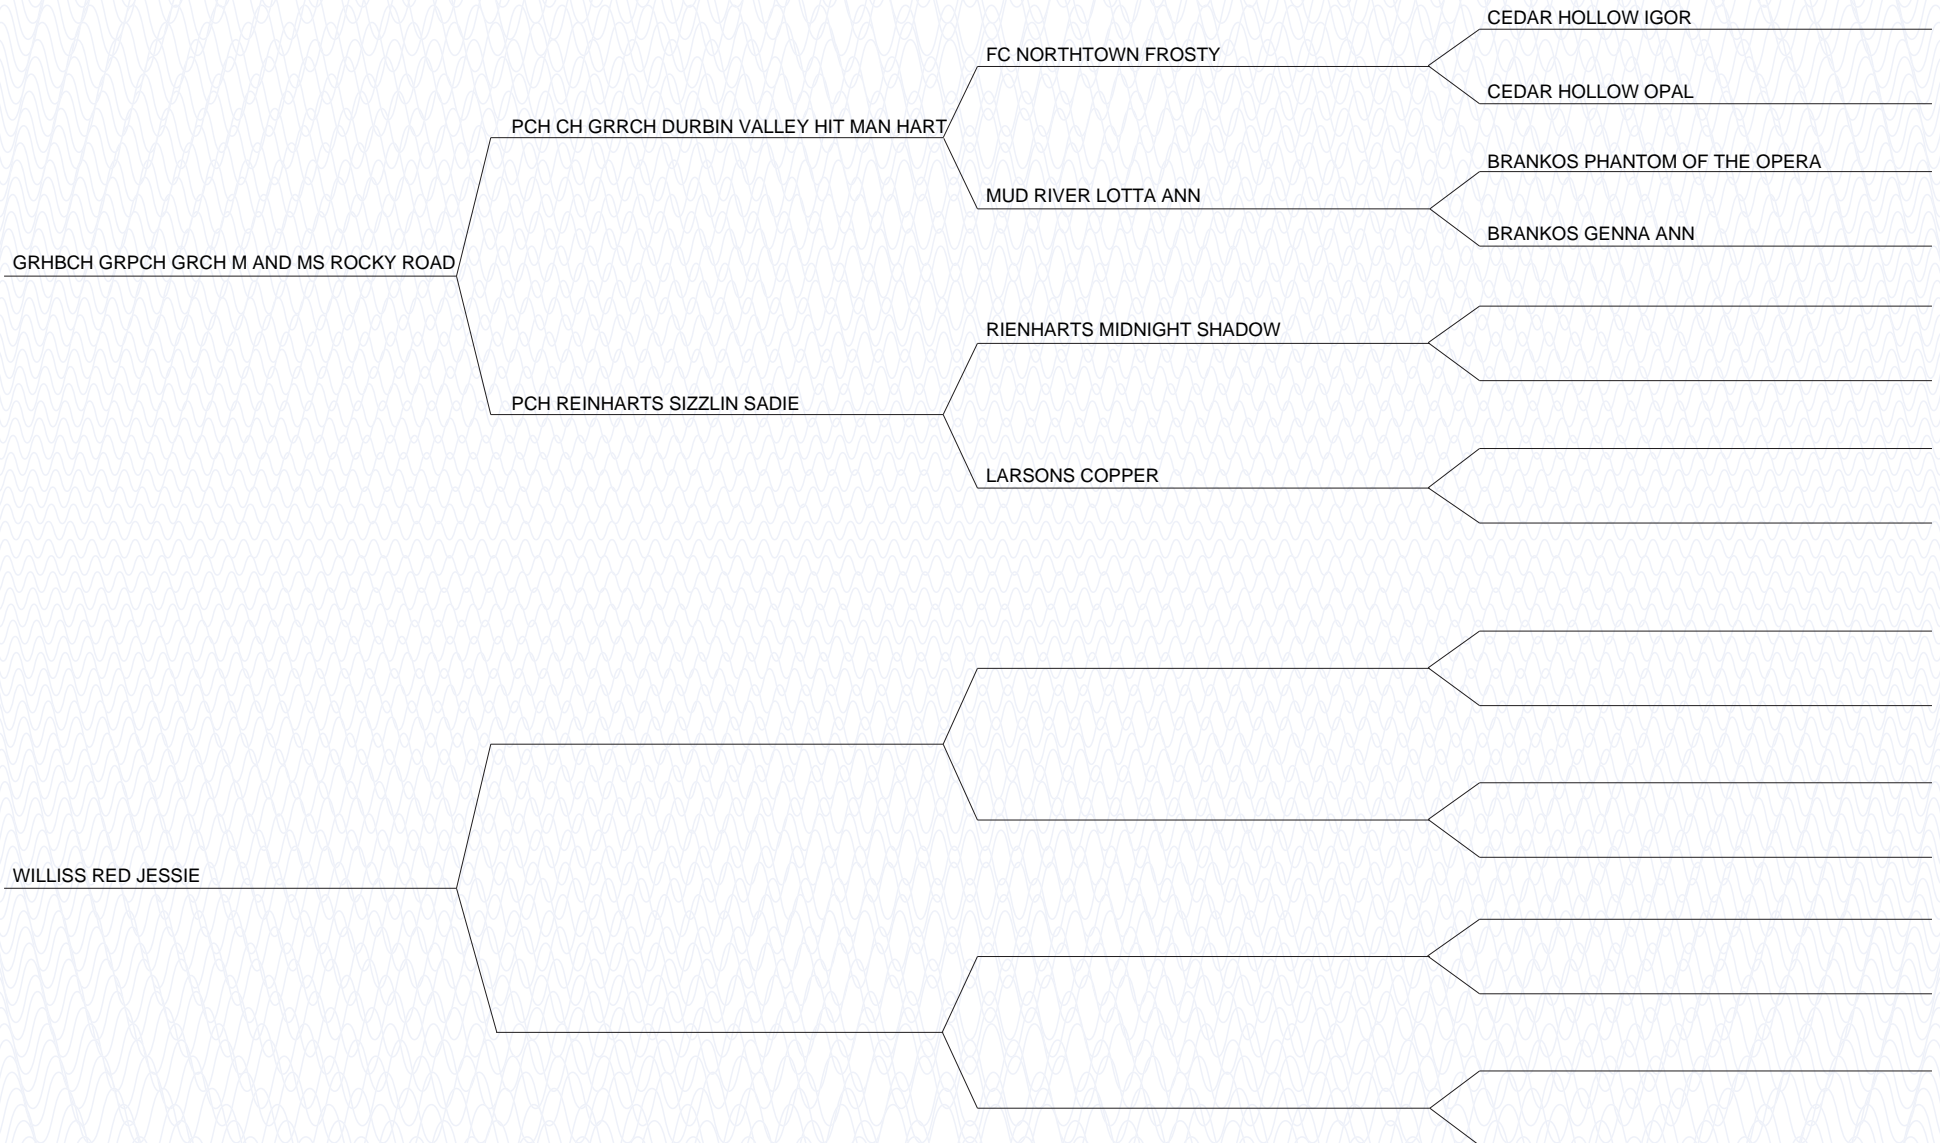 CEDAR HOLLOW IGOR
FC NORTHTOWN FROSTY
CEDAR HOLLOW OPAL
PCH CH GRRCH DURBIN VALLEY HIT MAN HART
BRANKOS PHANTOM OF THE OPERA
MUD RIVER LOTTA ANN
BRANKOS GENNA ANN
GRHBCH GRPCH GRCH M AND MS ROCKY ROAD
RIENHARTS MIDNIGHT SHADOW
PCH REINHARTS SIZZLIN SADIE
LARSONS COPPER
WILLISS RED JESSIE